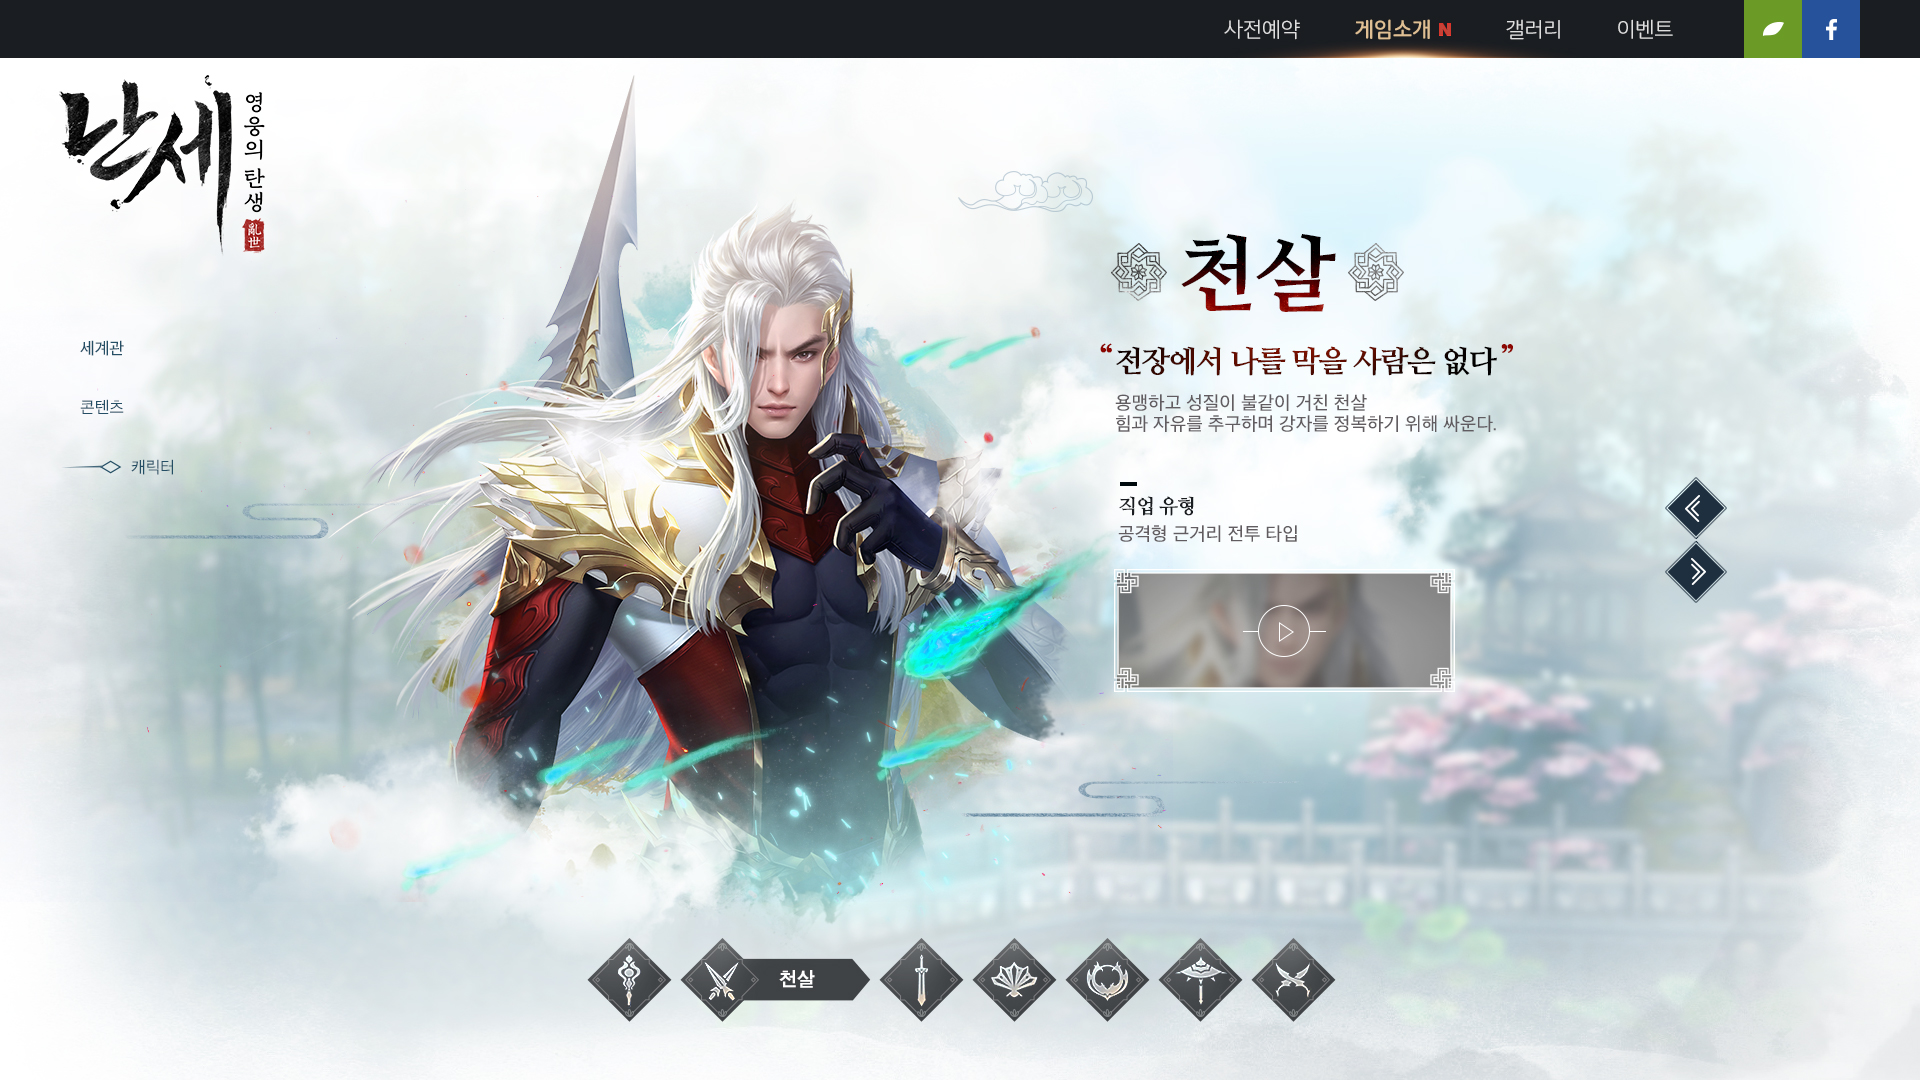 사전예약
게임소개 N
갤러리
이벤트
난세
영웅의 탄생
亂世
세계관
콘텐츠
캐릭터
천살
“전장에서 나를 막을 사람은 없다”
용맹하고 성질이 불같이 거친 천살
힘과 자유를 추구하며 강자를 정복하기 위해 싸운다.
직업 유형
공격형 근거리 전투 타입
천살